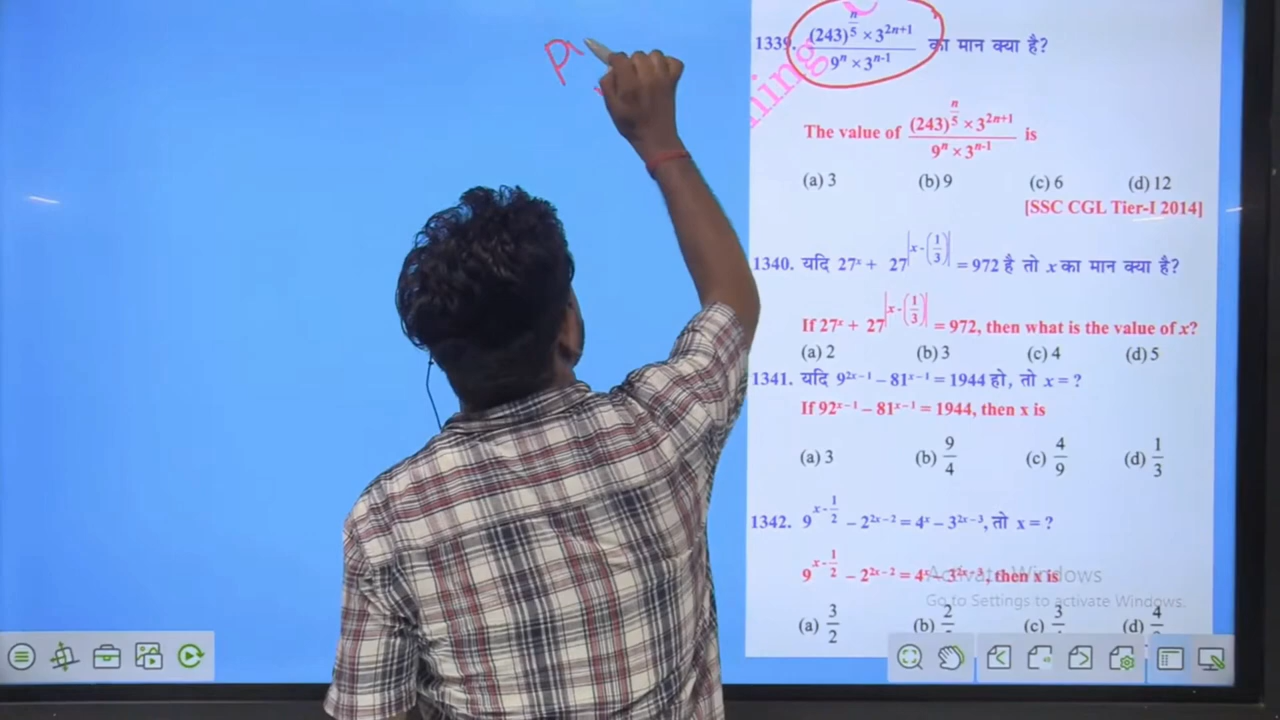 Pi
1339. (243)^{n/5} × 3^{2n+1} / 9^n × 3^{n-1} का मान क्या है?
The value of (243)^{n/5} × 3^{2n+1} / 9^n × 3^{n-1} is
(a) 3 (b) 9 (c) 6 (d) 12
[SSC CGL Tier-I 2014]
1340. यदि 27^x + 27^{|x-(1/3)|} = 972 है तो x का मान क्या है?
If 27^x + 27^{|x-(1/3)|} = 972, then what is the value of x?
(a) 2 (b) 3 (c) 4 (d) 5
1341. यदि 9^{2x-1} – 81^{x-1} = 1944 हो, तो x = ?
If 92^{x-1} – 81^{x-1} = 1944, then x is
(a) 3 (b) 9/4 (c) 4/9 (d) 1/3
1342. 9^{x-1/2} – 2^{2x-2} = 4^x – 3^{2x-3}, तो x = ?
9^{x-1/2} – 2^{2x-2} = 4^x – 3^{2x-3}, then x is
Activate Windows
Go to Settings to activate Windows.
(a) 3/2 (b) 2 (c) 3 (d) 4